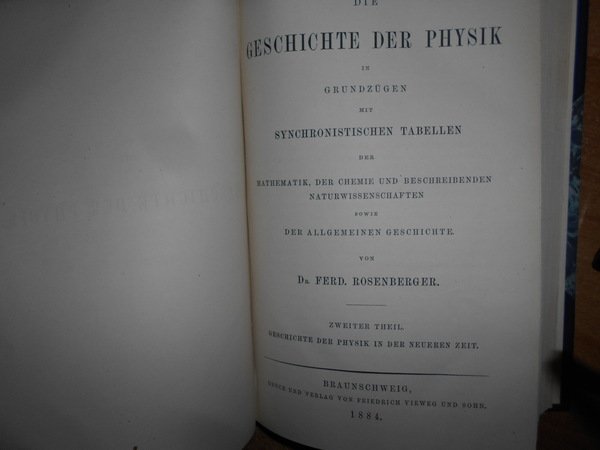 DIE
GESCHICHTE DER PHYSIK
IN
GRUNDZÜGEN
MIT
SYNCHRONISTISCHEN TABELLEN
DER
MATHEMATIK, DER CHEMIE UND BESCHREIBENDEN
NATURWISSENSCHAFTEN
SOWIE
DER ALLGEMEINEN GESCHICHTE.
VON
DR. FERD. ROSENBERGER.
ZWEITER THEIL.
GESCHICHTE DER PHYSIK IN DER NEUEREN ZEIT.
BRAUNSCHWEIG,
DRUCK UND VERLAG VON FRIEDRICH VIEWEG UND SOHN.
1884.